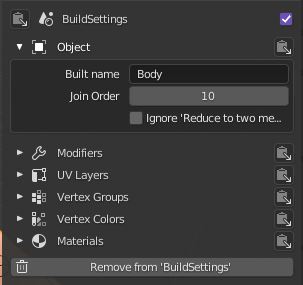 BuildSettings
Object
Built name Body
Join Order 10
Ignore 'Reduce to two me...
Modifiers
UV Layers
Vertex Groups
Vertex Colors
Materials
Remove from 'BuildSettings'